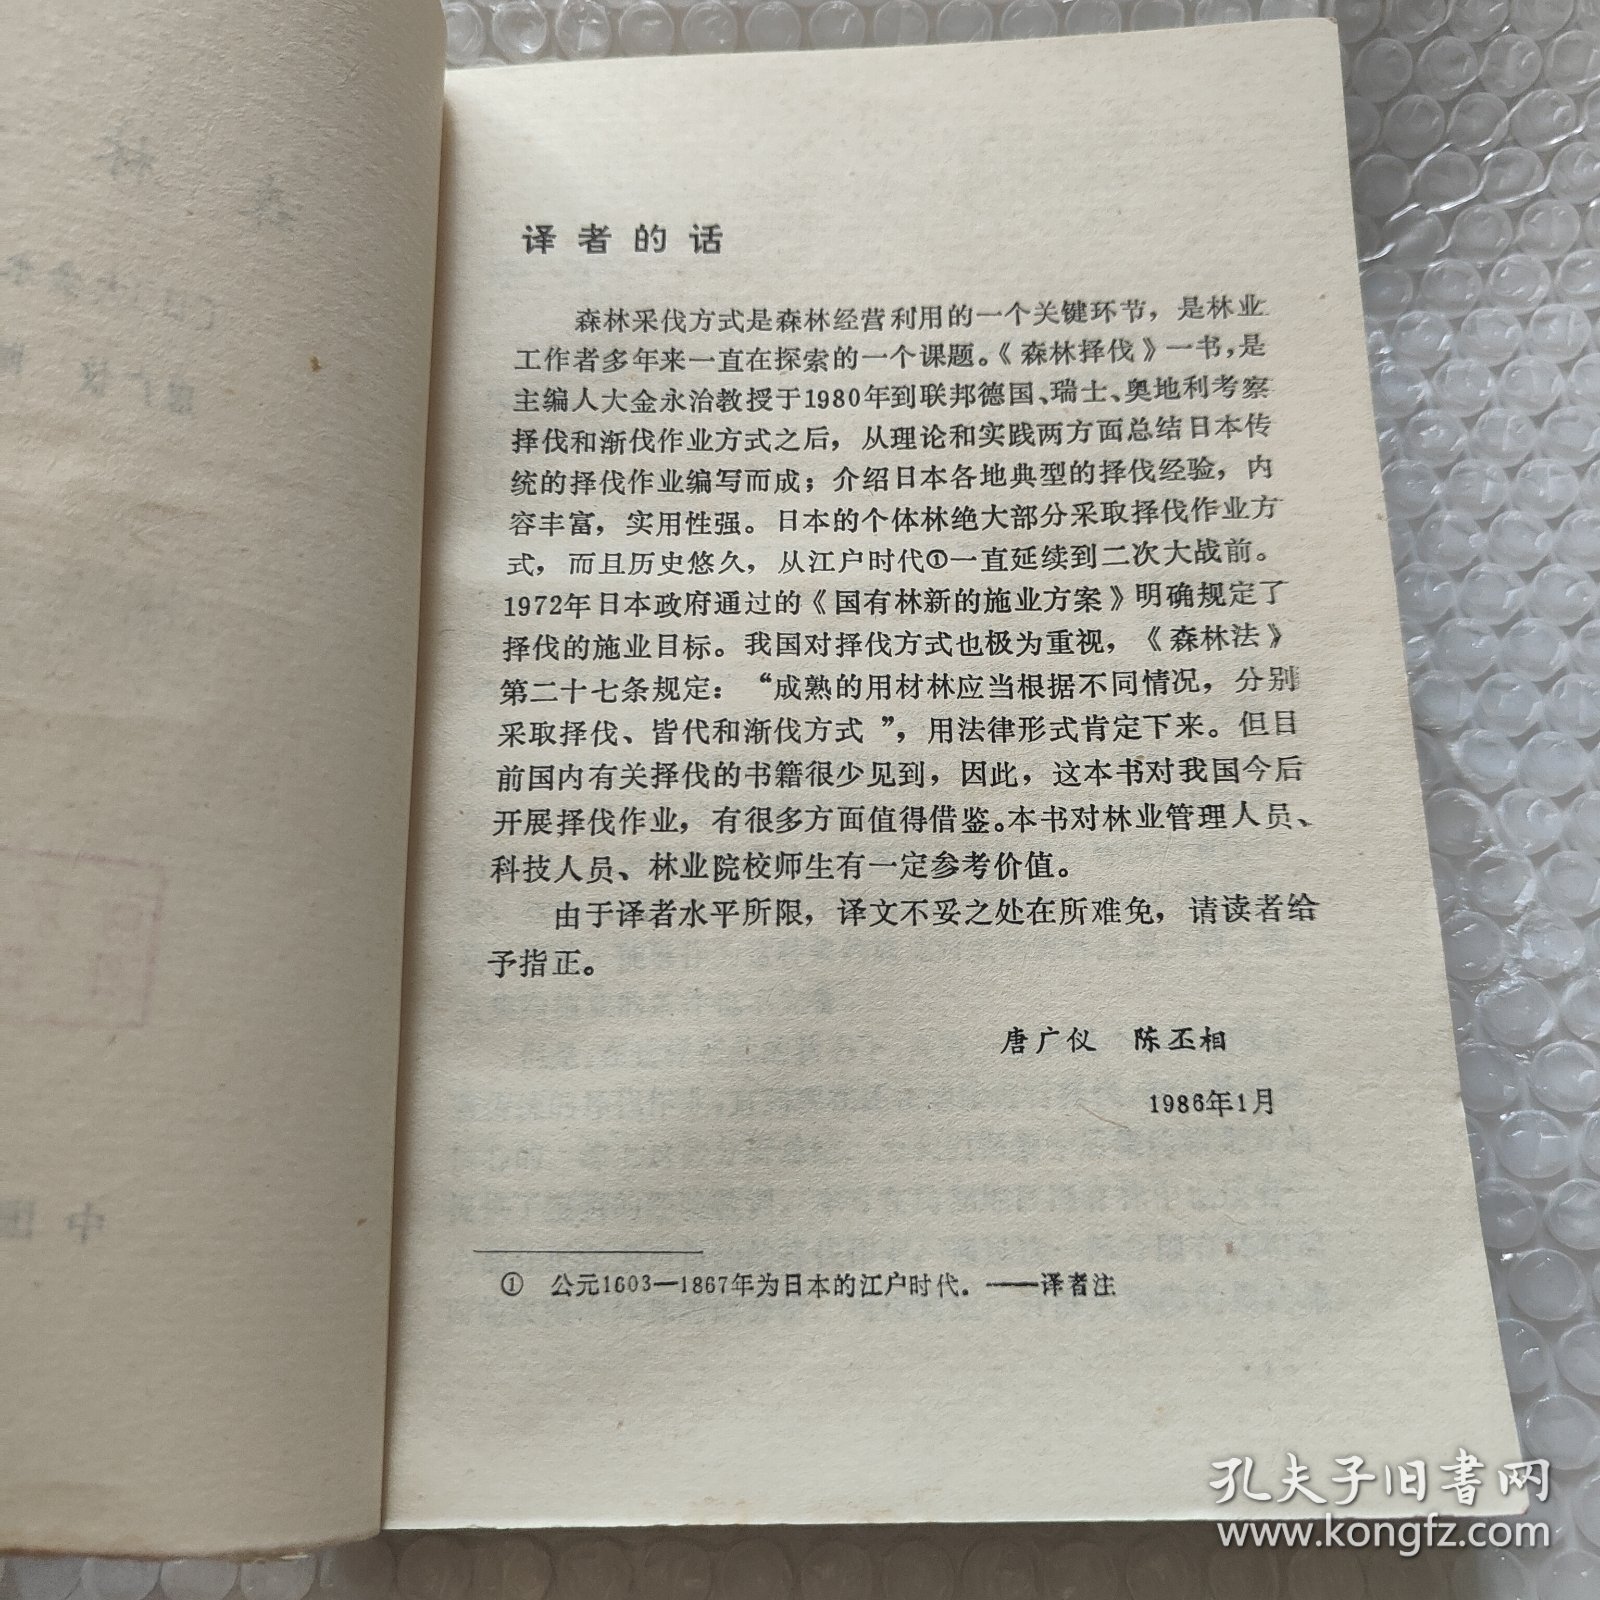 译者的话
森林采伐方式是森林经营利用的一个关键环节，是林业
工作者多年来一直在探索的一个课题。《森林择伐》一书，是
主编人大金永治教授于1980年到联邦德国、瑞士、奥地利考察
择伐和渐伐作业方式之后，从理论和实践两方面总结日本传
统的择伐作业编写而成；介绍日本各地典型的择伐经验，内
容丰富，实用性强。日本的个体林绝大部分采取择伐作业方
式，而且历史悠久，从江户时代①一直延续到二次大战前。
1972年日本政府通过的《国有林新的施业方案》明确规定了
择伐的施业目标。我国对择伐方式也极为重视，《森林法》
第二十七条规定：“成熟的用材林应当根据不同情况，分别
采取择伐、皆伐和渐伐方式”，用法律形式肯定下来。但目
前国内有关择伐的书籍很少见到，因此，这本书对我国今后
开展择伐作业，有很多方面值得借鉴。本书对林业管理人员、
科技人员、林业院校师生有一定参考价值。
由于译者水平所限，译文不妥之处在所难免，请读者给
予指正。
唐广仪 陈丕相
1986年1月
① 公元1603—1867年为日本的江户时代。——译者注
孔夫子旧书网
www.kongfz.com